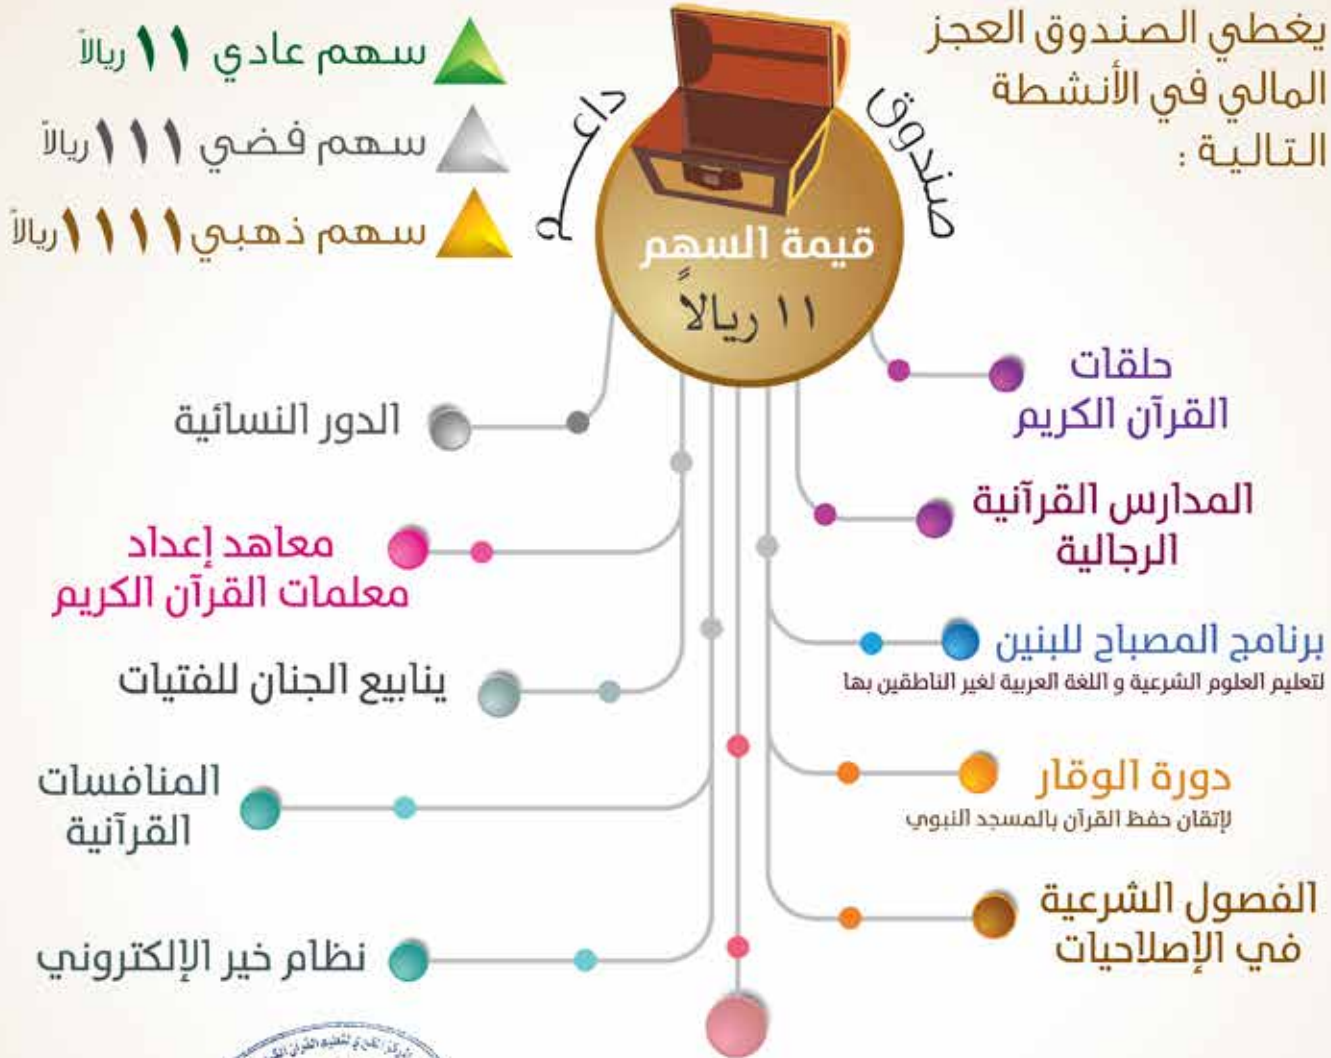 يغطي الصندوق العجز
المالي في الأنشطة
التالية :
سهم عادي ١١ ريالاً
سهم فضي ١١١ ريالاً
سهم ذهبي ١١١١ ريالاً
صندوق داعم
قيمة السهم
١١ ريالاً
حلقات
القرآن الكريم
المدارس القرآنية
الرجالية
برنامج المصباح للبنين
لتعليم العلوم الشرعية و اللغة العربية لغير الناطقين بها
دورة الوقار
لإتقان حفظ القرآن بالمسجد النبوي
الفصول الشرعية
في الإصلاحيات
الدور النسائية
معاهد إعداد
معلمات القرآن الكريم
ينابيع الجنان للفتيات
المنافسات
القرآنية
نظام خير الإلكتروني